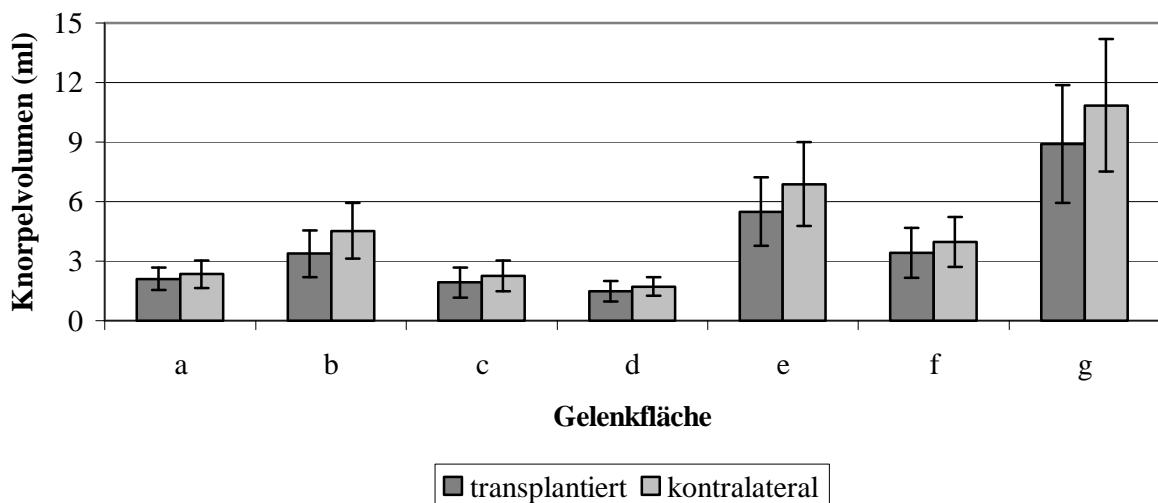 Knorpelvolumen (ml)
15
12
9
6
3
0
a b c d e f g
Gelenkfläche
transplantiert kontralateral